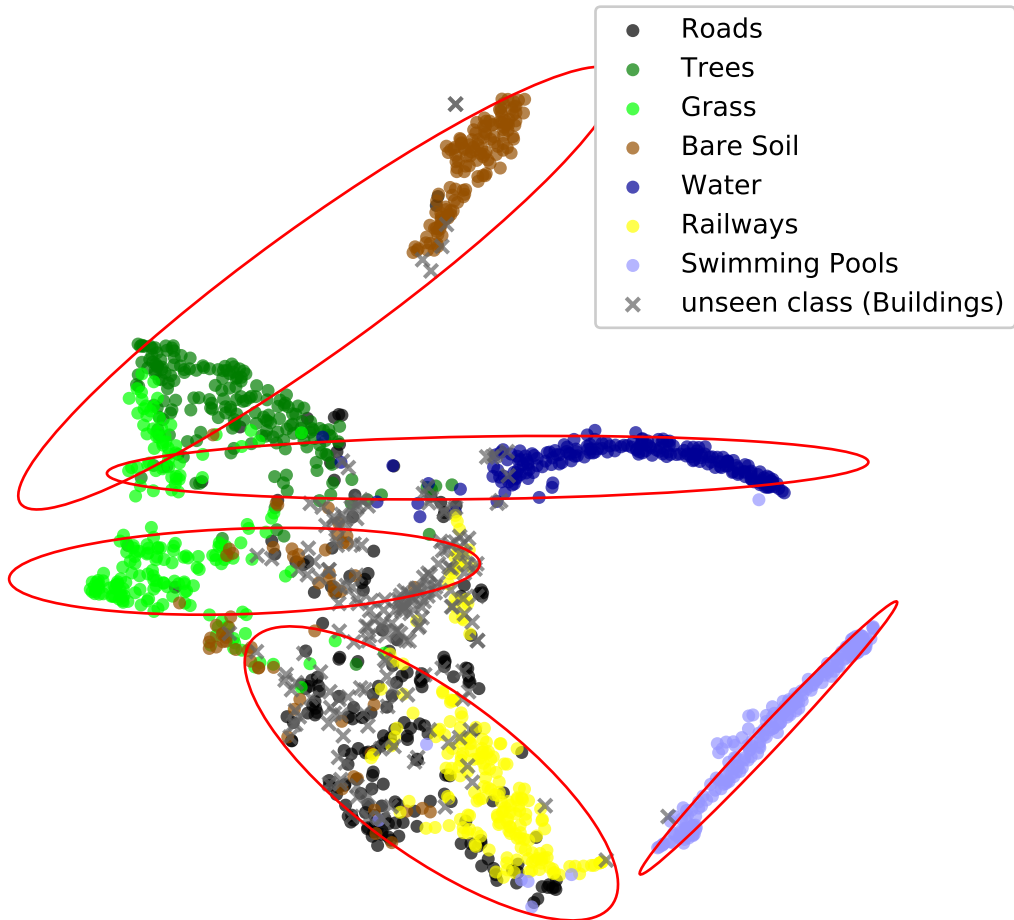 Roads
Trees
Grass
Bare Soil
Water
Railways
Swimming Pools
unseen class (Buildings)